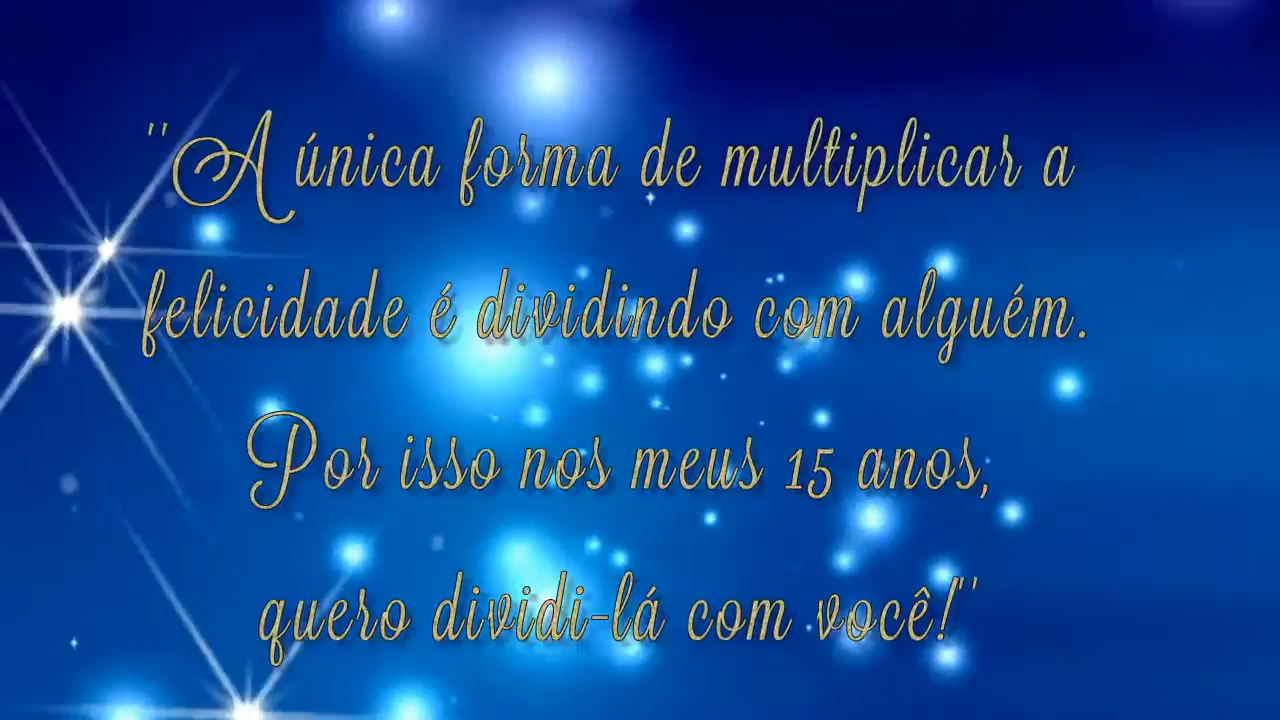 "A única forma de multiplicar a
felicidade é dividindo com alguém.
Por isso nos meus 15 anos,
quero dividi-lá com você!"